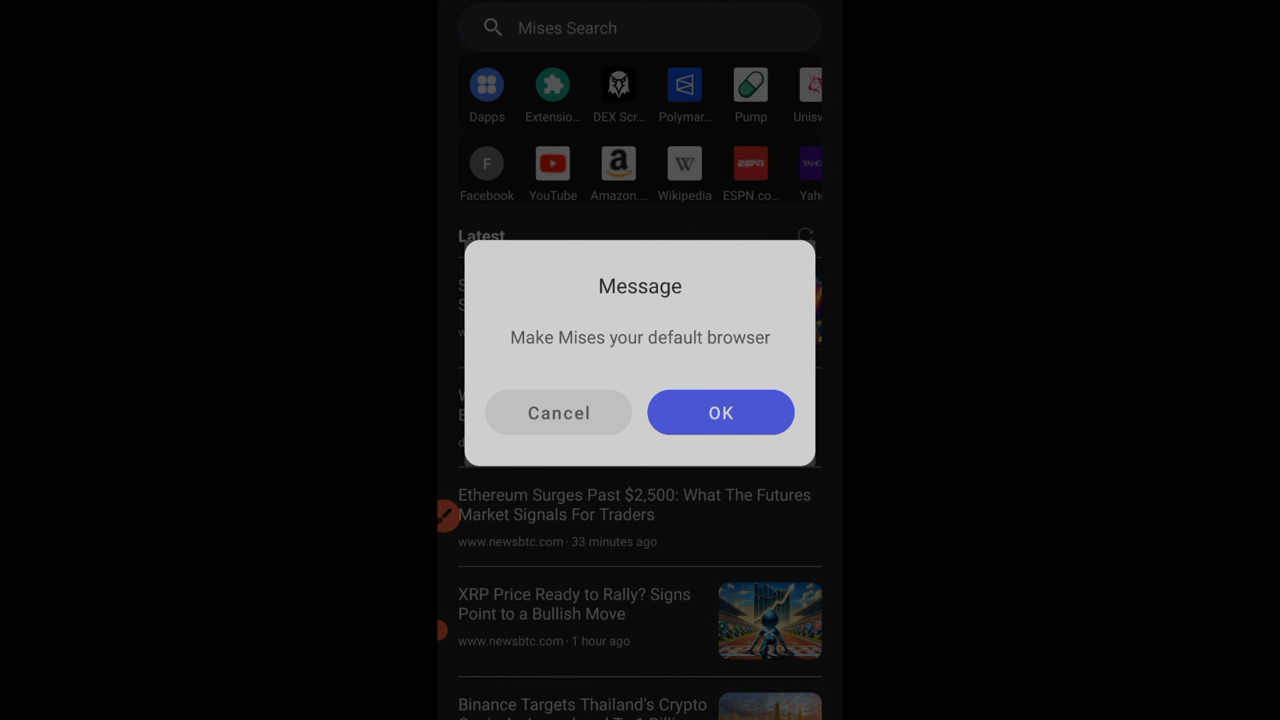 Mises Search
Dapps
Extensio...
DEX Scr...
Polymar...
Pump
Unisw
F
W
ESPN
YAHO
Facebook
YouTube
Amazon....
Wikipedia
ESPN.co...
Yah
Latest
Message
Make Mises your default browser
Cancel
OK
Ethereum Surges Past $2,500: What The Futures
Market Signals For Traders
www.newsbtc.com · 33 minutes ago
XRP Price Ready to Rally? Signs
Point to a Bullish Move
www.newsbtc.com · 1 hour ago
Binance Targets Thailand's Crypto